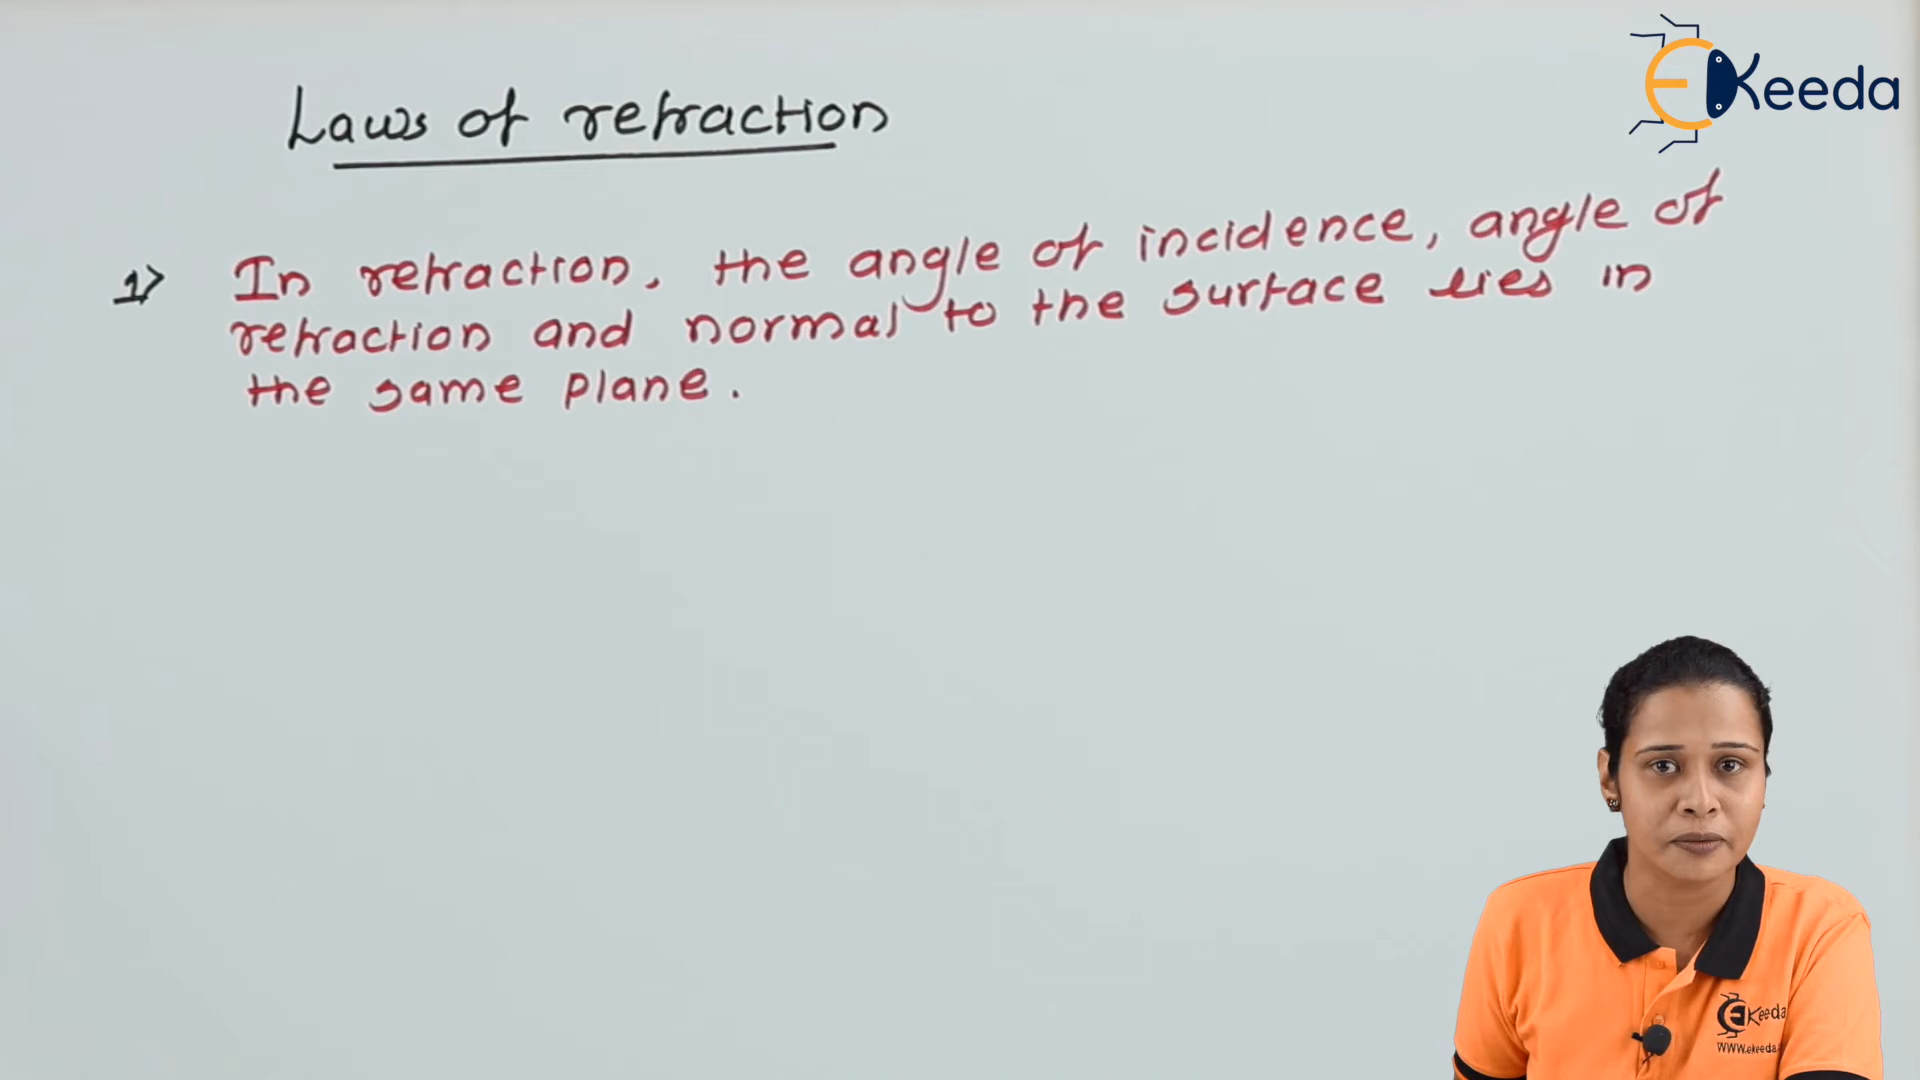 EKeeda
Laws of refraction
1> In refraction, the angle of incidence, angle of
refraction and normal to the surface lies in
the same plane.
EKeeda
www.ekeeda.